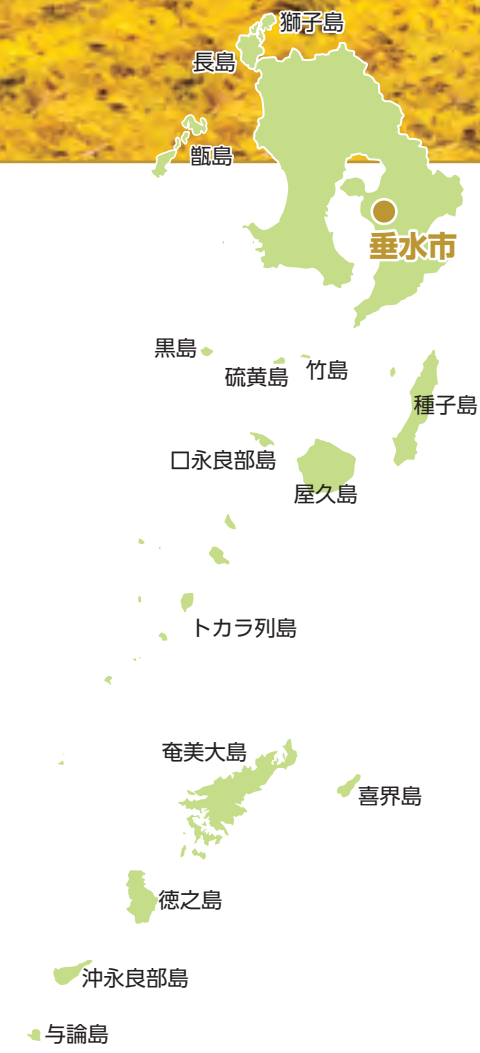 獅子島
長島
甑島
垂水市
黒島
硫黄島
竹島
種子島
口永良部島
屋久島
トカラ列島
奄美大島
喜界島
徳之島
沖永良部島
与論島